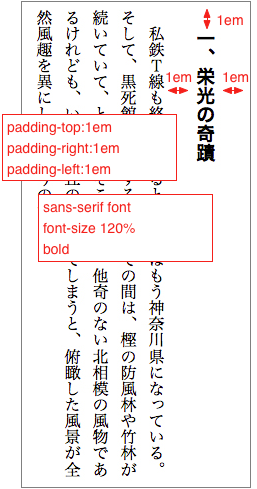 1em
一、栄光の奇蹟
1em
1em
私鉄T線も
と
はもう神奈川県になっている。
そして、黒死
る
の間は、樫の防風林や竹林が
続いていて、
他奇のない北相模の風物であ
るけれども、
の
しまうと、俯瞰した風景が全
然風趣を異に
の
padding-top:1em
padding-right:1em
padding-left:1em
sans-serif font
font-size 120%
bold